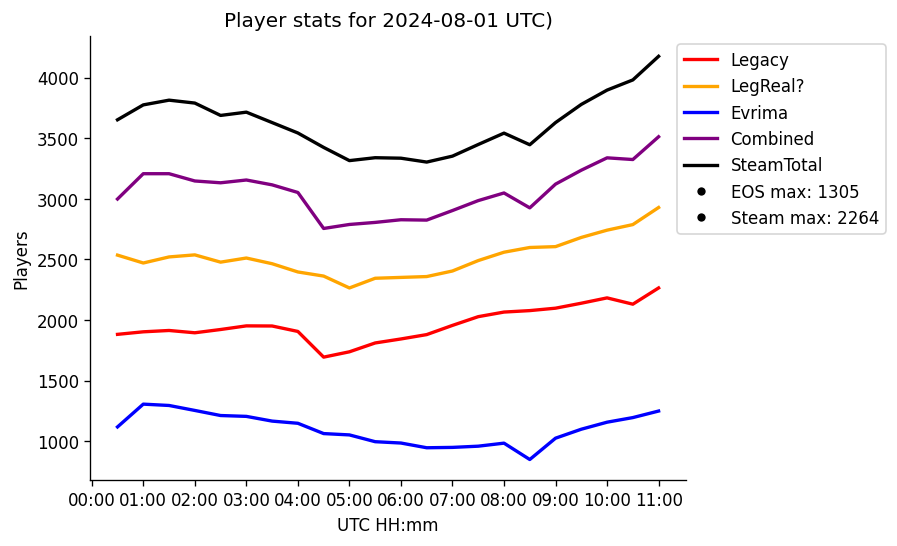 Player stats for 2024-08-01 UTC)
Legacy
LegReal?
Evrima
Combined
SteamTotal
EOS max: 1305
Steam max: 2264
Players
4000
3500
3000
2500
2000
1500
1000
00:00 01:00 02:00 03:00 04:00 05:00 06:00 07:00 08:00 09:00 10:00 11:00
UTC HH:mm